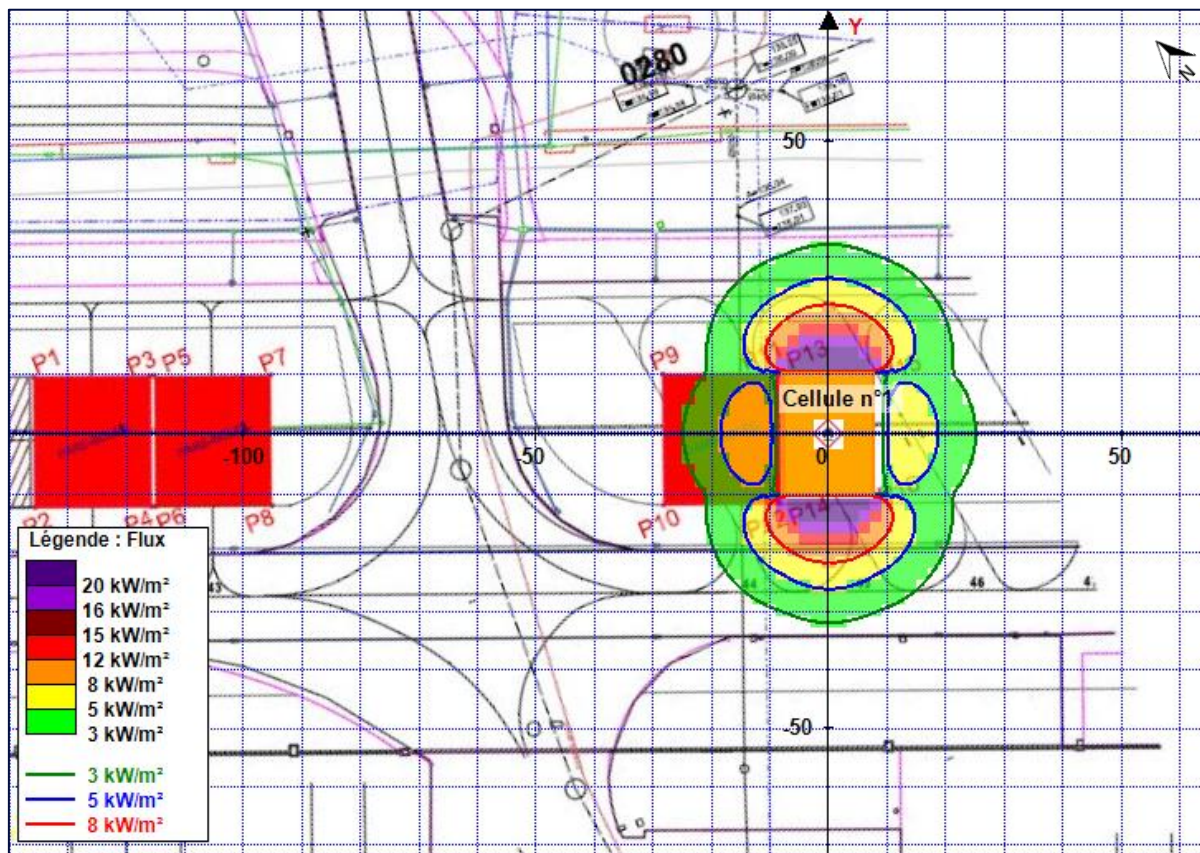 Y
N
0280
50
P1
P3
P5
P7
P9
P13
Cellule n°1
-100
-50
0
50
P2
P4
P6
P8
P10
P12
P14
43
44
46
Légende : Flux
20 kW/m²
16 kW/m²
15 kW/m²
12 kW/m²
8 kW/m²
5 kW/m²
3 kW/m²
3 kW/m²
5 kW/m²
8 kW/m²
-50